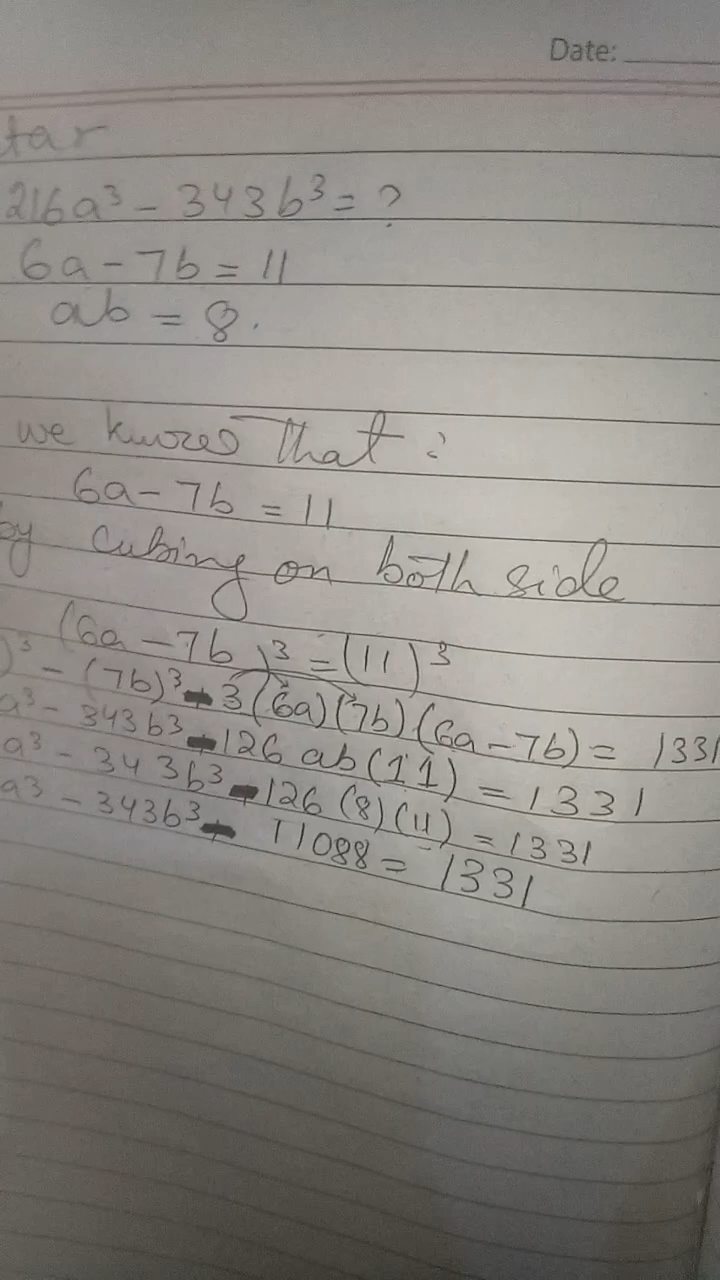 Date:
tar
216a³ - 343b³ = ?
6a - 7b = 11
ab = 8.
we knows That :
6a - 7b = 11
by Cubing on both side
(6a - 7b)³ = (11)³
)³ - (7b)³ - 3(6a)(7b)(6a - 7b) = 1331
a³ - 343b³ - 126 ab(11) = 1331
a³ - 343b³ - 126 (8)(11) = 1331
a³ - 343b³ - 11088 = 1331